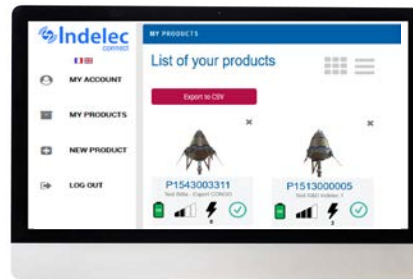 Indelec
connect
MY PRODUCTS
List of your products
MY ACCOUNT
Export to CSV
MY PRODUCTS
NEW PRODUCT
P1543003311
P1513000005
LOG OUT